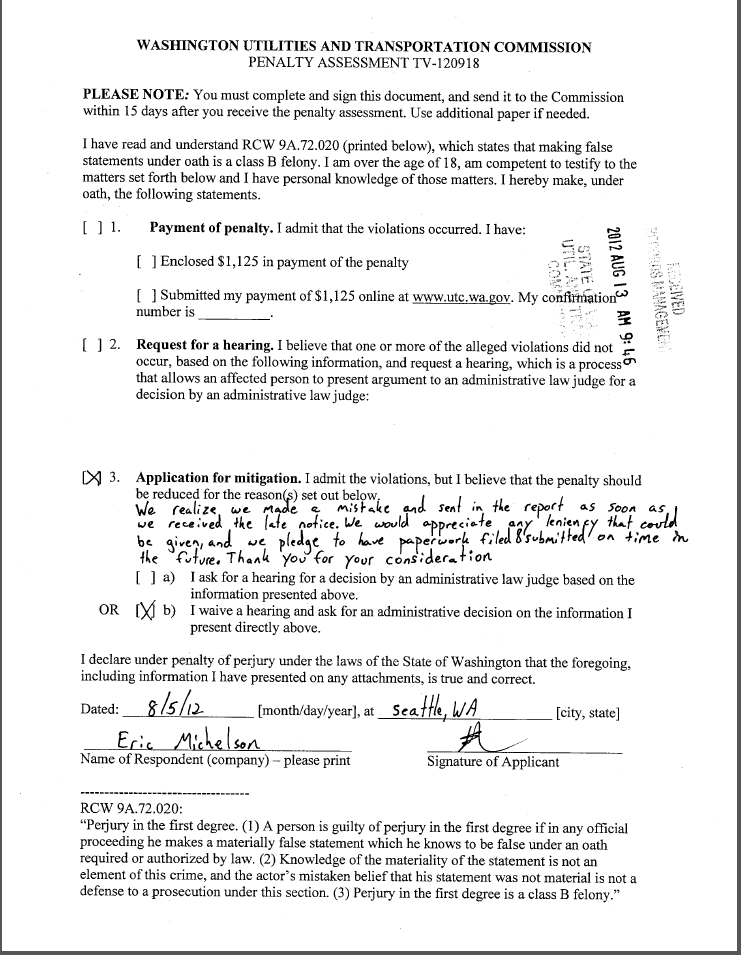 WASHINGTON UTILITIES AND TRANSPORTATION COMMISSION
PENALTY ASSESSMENT TV-120918
PLEASE NOTE: You must complete and sign this document, and send it to the Commission
within 15 days after you receive the penalty assessment. Use additional paper if needed.
I have read and understand RCW 9A.72.020 (printed below), which states that making false
statements under oath is a class B felony. I am over the age of 18, am competent to testify to the
matters set forth below and I have personal knowledge of those matters. I hereby make, under
oath, the following statements.
[ ] 1. Payment of penalty. I admit that the violations occurred. I have:
[ ] Enclosed $1,125 in payment of the penalty
[ ] Submitted my payment of $1,125 online at www.utc.wa.gov. My confirmation
number is __________.
[ ] 2. Request for a hearing. I believe that one or more of the alleged violations did not
occur, based on the following information, and request a hearing, which is a process
that allows an affected person to present argument to an administrative law judge for a
decision by an administrative law judge:
2012 AUG 13 AM 9:46
RECEIVED
[X] 3. Application for mitigation. I admit the violations, but I believe that the penalty should
be reduced for the reason(s) set out below.
We realize we made a mistake and sent in the report as soon as
we received the late notice. We would appreciate any leniency that could
be given, and we pledge to have paperwork filed & submitted on time in
the future. Thank you for your consideration
[ ] a) I ask for a hearing for a decision by an administrative law judge based on the
information presented above.
OR [X] b) I waive a hearing and ask for an administrative decision on the information I
present directly above.
I declare under penalty of perjury under the laws of the State of Washington that the foregoing,
including information I have presented on any attachments, is true and correct.
Dated: 8/5/12 [month/day/year], at Seattle, WA [city, state]
Eric Michelson
Name of Respondent (company) – please print Signature of Applicant
-----------------------------------
RCW 9A.72.020:
“Perjury in the first degree. (1) A person is guilty of perjury in the first degree if in any official
proceeding he makes a materially false statement which he knows to be false under an oath
required or authorized by law. (2) Knowledge of the materiality of the statement is not an
element of this crime, and the actor’s mistaken belief that his statement was not material is not a
defense to a prosecution under this section. (3) Perjury in the first degree is a class B felony.”